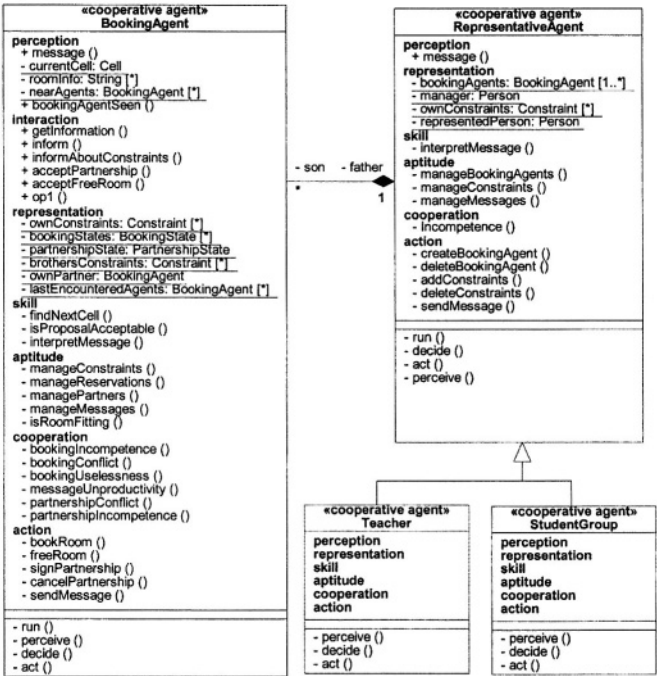 «cooperative agent»
BookingAgent
perception
+ message ()
- currentCell: Cell
- roomInfo: String [*]
- nearAgents: BookingAgent [*]
+ bookingAgentSeen ()
interaction
+ getInformation ()
+ inform ()
+ informAboutConstraints ()
+ acceptPartnership ()
+ acceptFreeRoom ()
+ op1 ()
representation
- ownConstraints: Constraint [*]
- bookingStates: BookingState [*]
- partnershipState: PartnershipState
- brothersConstraints: Constraint [*]
- ownPartner: BookingAgent
- lastEncounteredAgents: BookingAgent [*]
skill
- findNextCell ()
- isProposalAcceptable ()
- interpretMessage ()
aptitude
- manageConstraints ()
- manageReservations ()
- managePartners ()
- manageMessages ()
- isRoomFitting ()
cooperation
- bookingIncompetence ()
- bookingConflict ()
- bookingUselessness ()
- messageUnproductivity ()
- partnershipConflict ()
- partnershipIncompetence ()
action
- bookRoom ()
- freeRoom ()
- signPartnership ()
- cancelPartnership ()
- sendMessage ()
- run ()
- perceive ()
- decide ()
- act ()
- son - father
* 1
«cooperative agent»
RepresentativeAgent
perception
+ message ()
representation
- bookingAgents: BookingAgent [1..*]
- manager: Person
- ownConstraints: Constraint [*]
- representedPerson: Person
skill
- interpretMessage ()
aptitude
- manageBookingAgents ()
- manageConstraints ()
- manageMessages ()
cooperation
- Incompetence ()
action
- createBookingAgent ()
- deleteBookingAgent ()
- addConstraints ()
- deleteConstraints ()
- sendMessage ()
- run ()
- decide ()
- act ()
- perceive ()
«cooperative agent»
Teacher
perception
representation
skill
aptitude
cooperation
action
- perceive ()
- decide ()
- act ()
«cooperative agent»
StudentGroup
perception
representation
skill
aptitude
cooperation
action
- perceive ()
- decide ()
- act ()